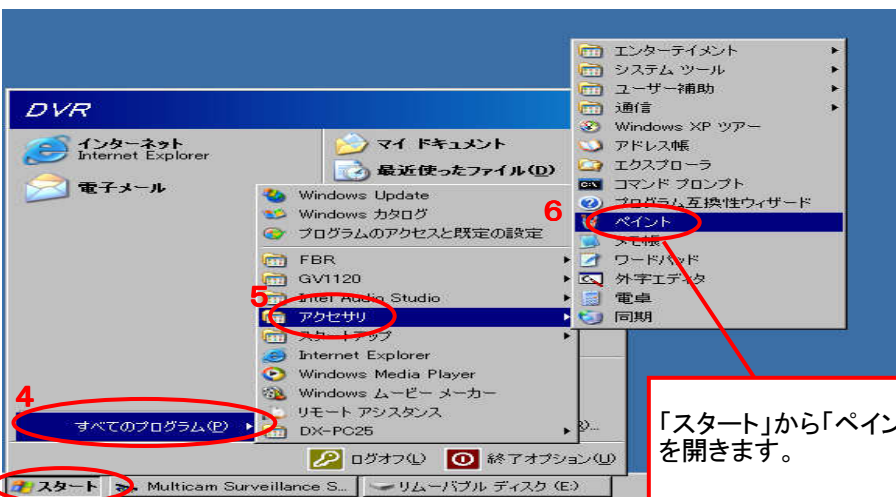 DVR
インターネット
Internet Explorer
電子メール
マイ ドキュメント
最近使ったファイル(D)
Windows Update
Windows カタログ
プログラムのアクセスと既定の設定
FBR
GV1120
Intel Audio Studio
5
アクセサリ
スタートアップ
Internet Explorer
Windows Media Player
Windows ムービー メーカー
リモート アシスタンス
DX-PC25
4
すべてのプログラム(P)
エンターテイメント
システム ツール
ユーザー補助
通信
Windows XP ツアー
アドレス帳
エクスプローラ
コマンド プロンプト
プログラム互換性ウィザード
6
ペイント
メモ帳
ワードパッド
外字エディタ
電卓
同期
ログオフ(L)
終了オプション(U)
スタート
Multicam Surveillance S...
リムーバブル ディスク (E:)
「スタート」から「ペイン
を開きます。